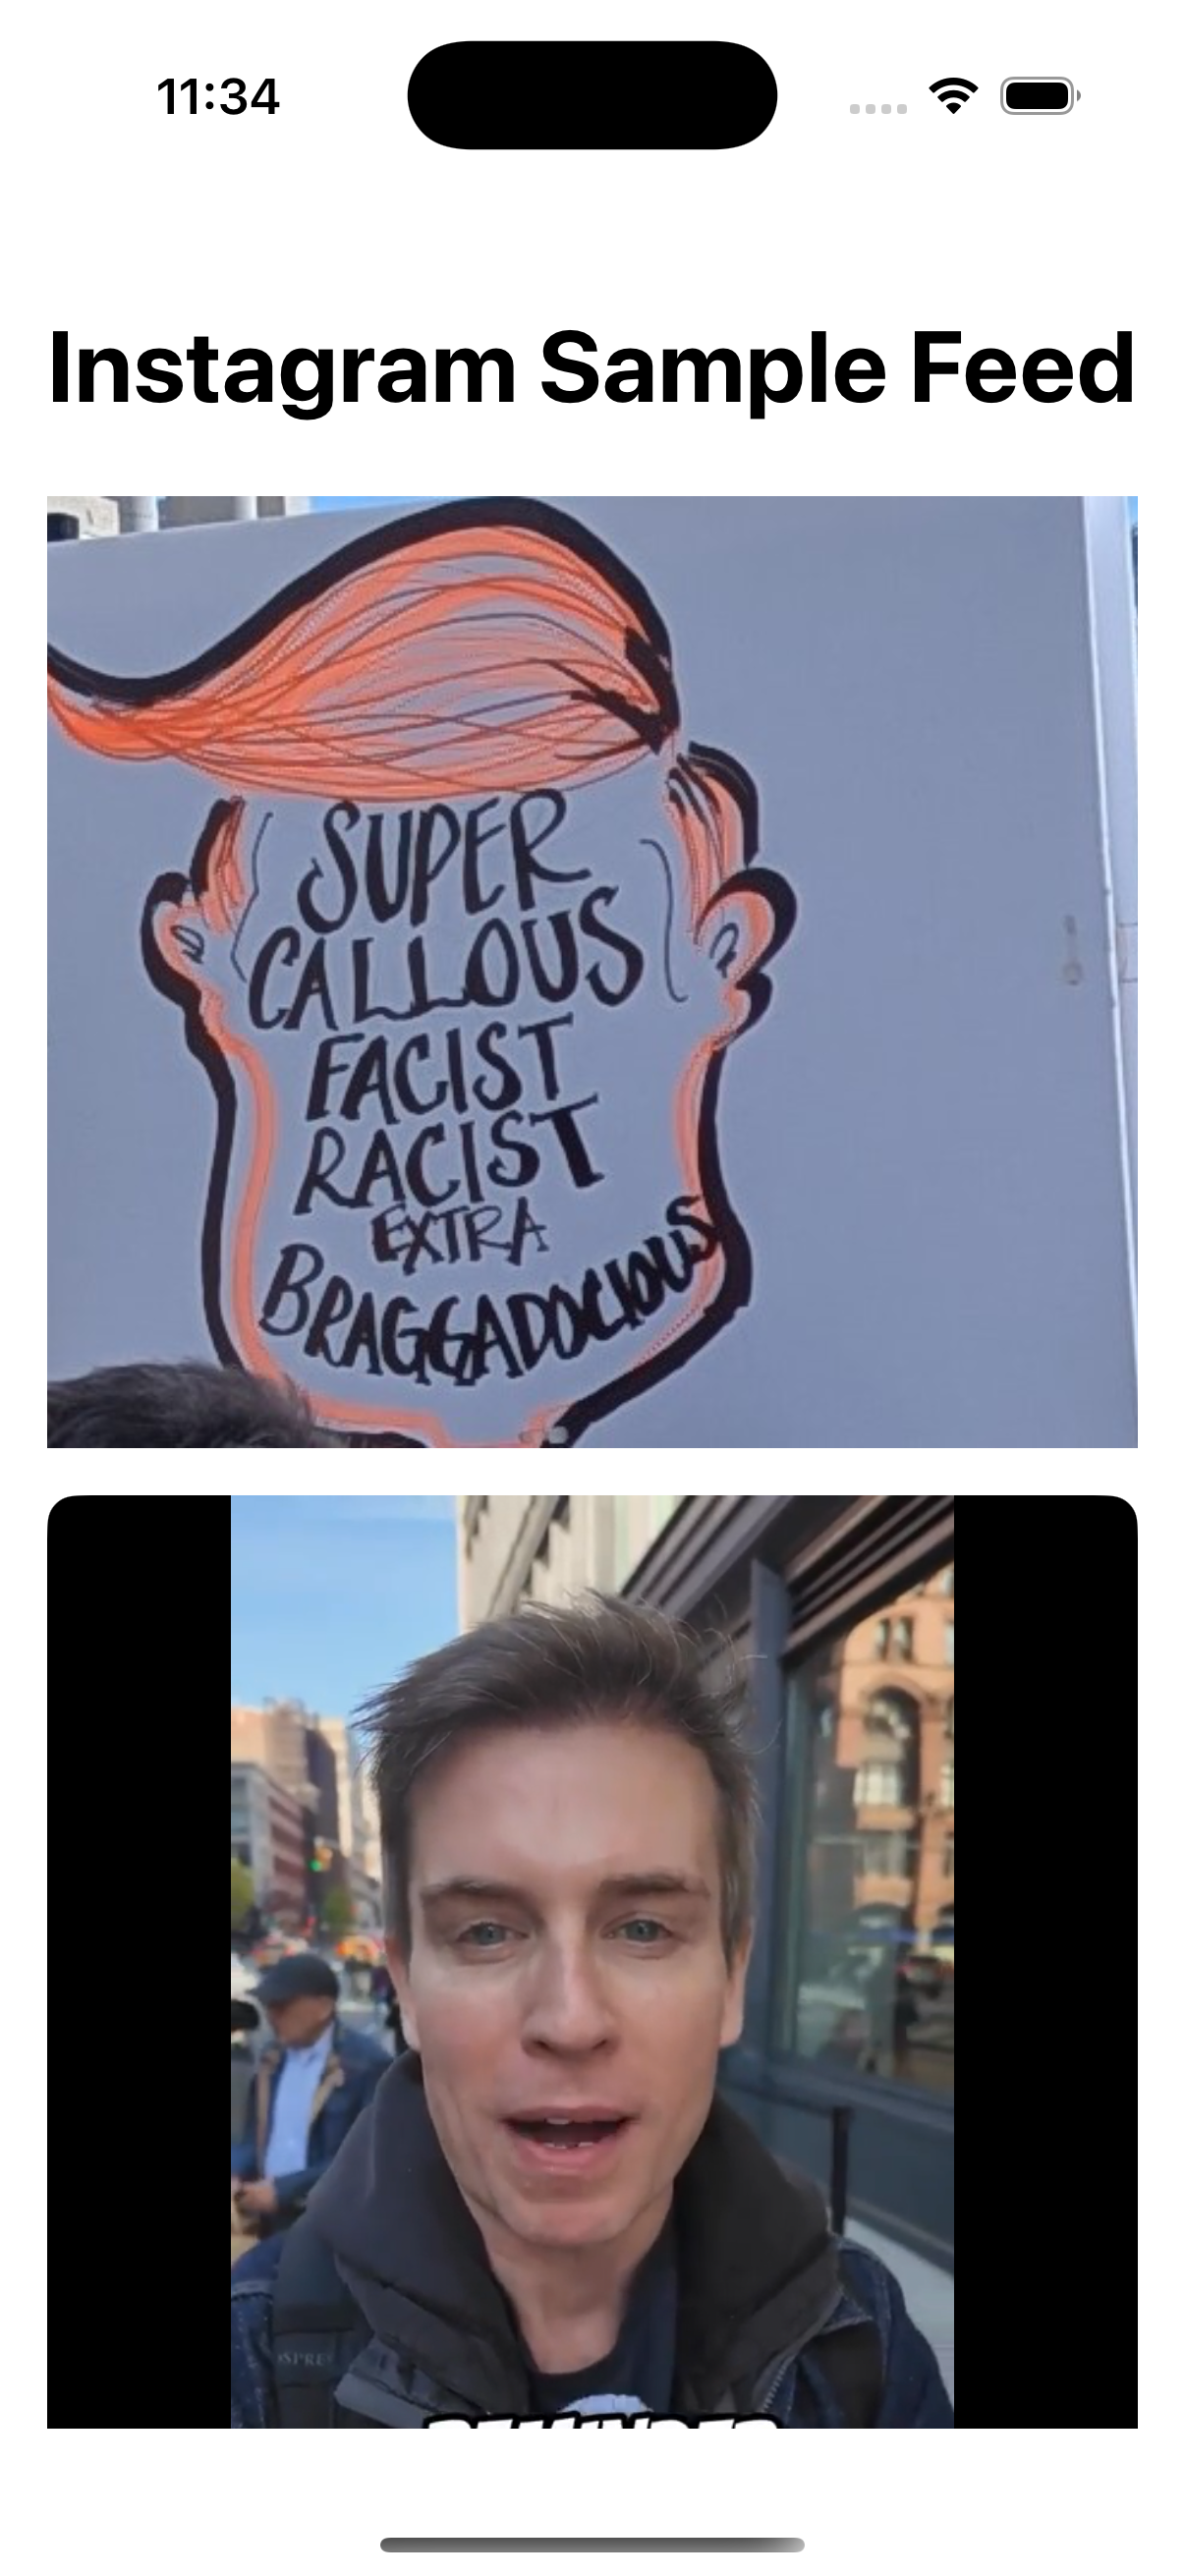 11:34
Instagram Sample Feed
SUPER
CALLOUS
FACIST
RACIST
EXTRA
BRAGGADOCIOUS